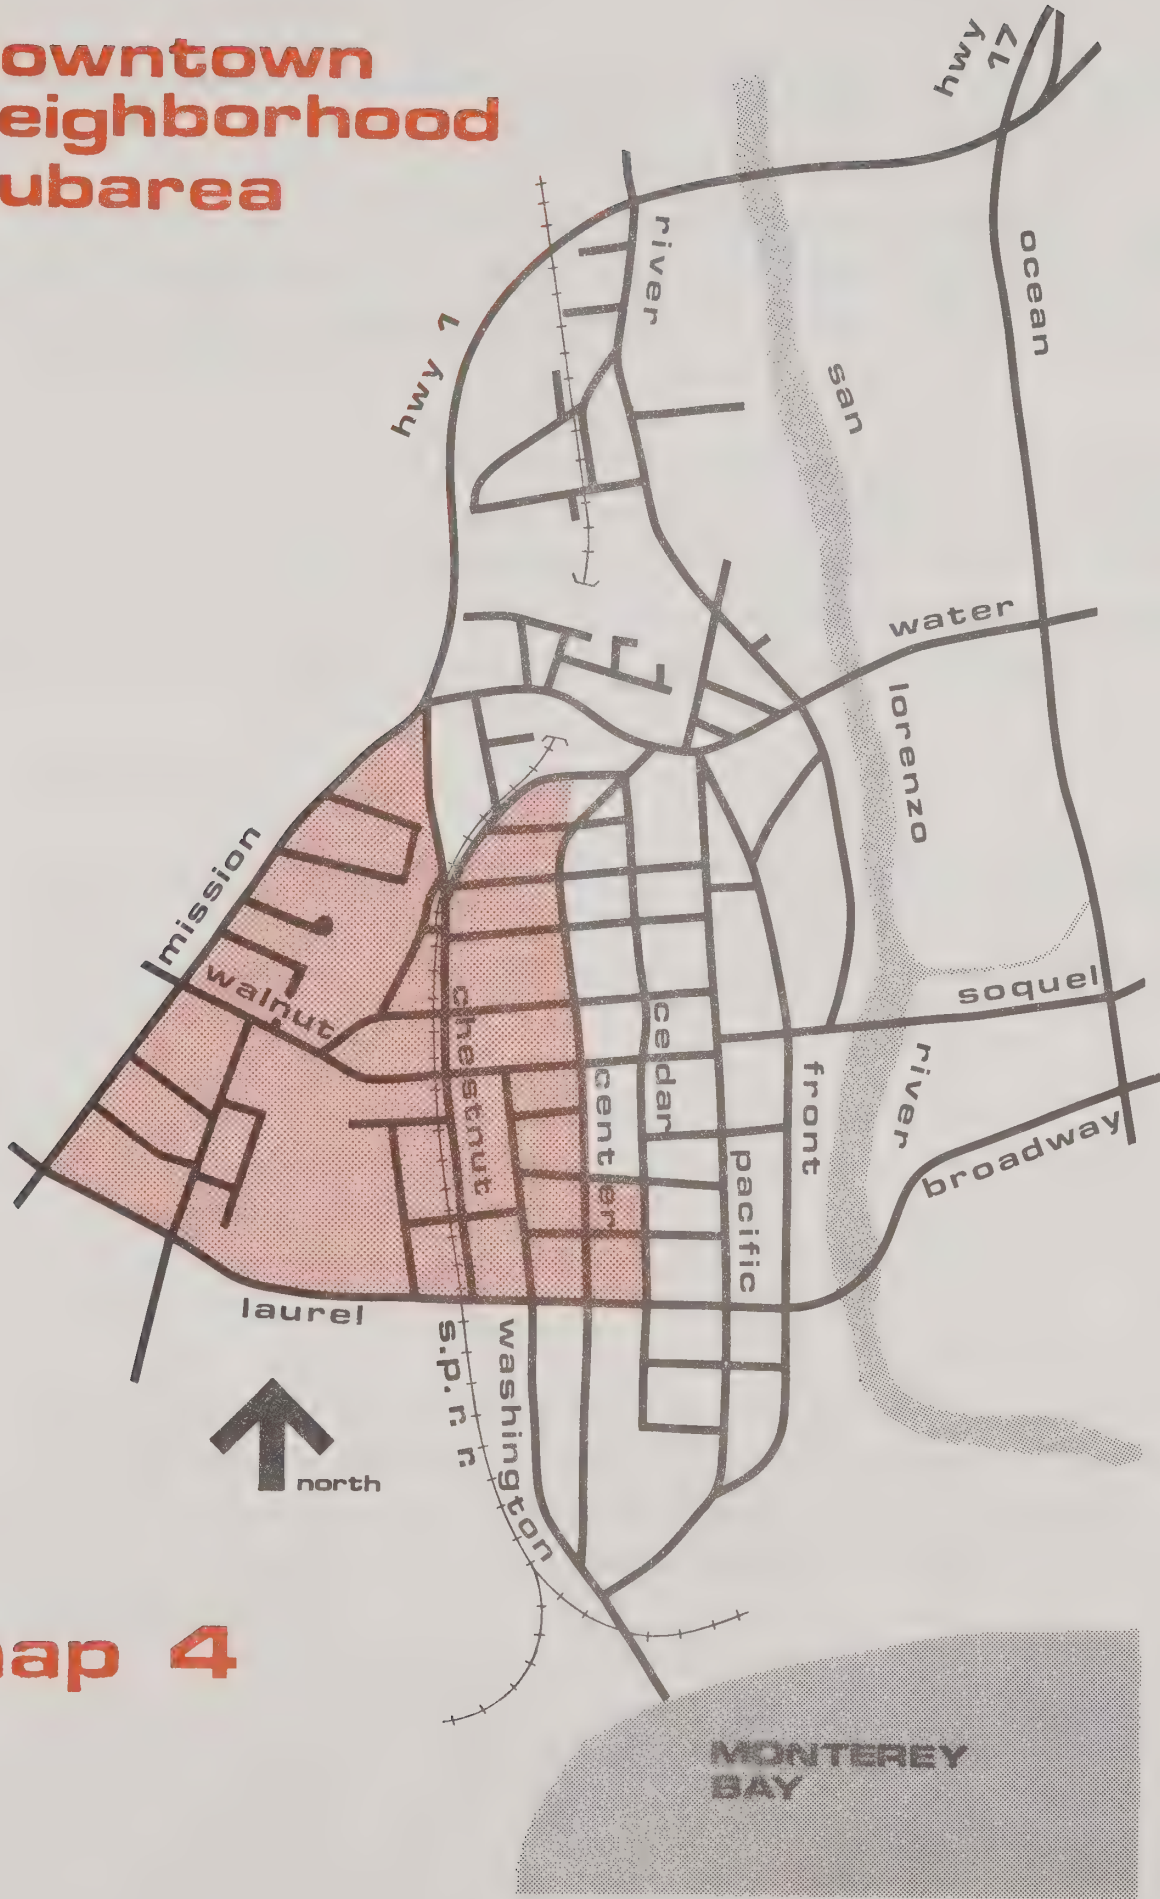 owntown
eighborhood
ubarea
hwy 17
river
ocean
hwy 1
san
water
lorenzo
mission
walnut
soquel
chestnut
cedar
center
front
river
pacific
broadway
laurel
s.p.r.r.
washington
north
ap 4
MONTEREY
BAY